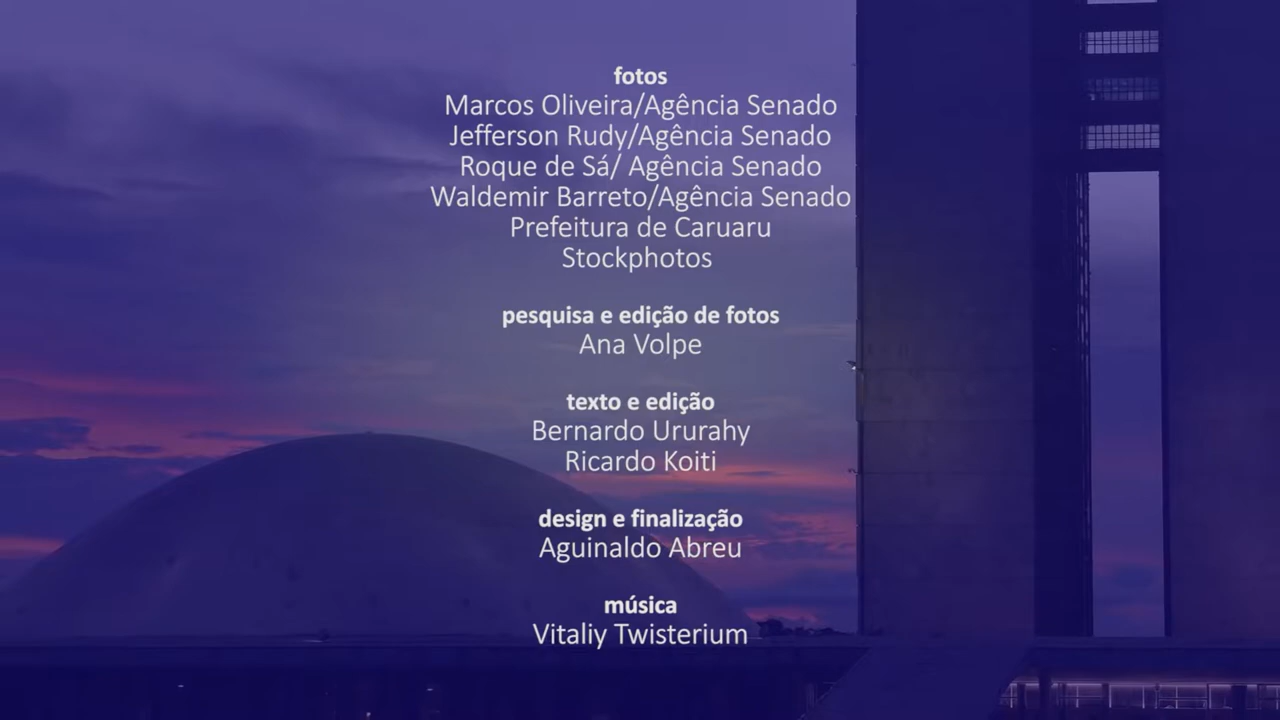 fotos
Marcos Oliveira/Agência Senado
Jefferson Rudy/Agência Senado
Roque de Sá/ Agência Senado
Waldemir Barreto/Agência Senado
Prefeitura de Caruaru
Stockphotos
pesquisa e edição de fotos
Ana Volpe
texto e edição
Bernardo Ururahy
Ricardo Koiti
design e finalização
Aguinaldo Abreu
música
Vitaliy Twisterium